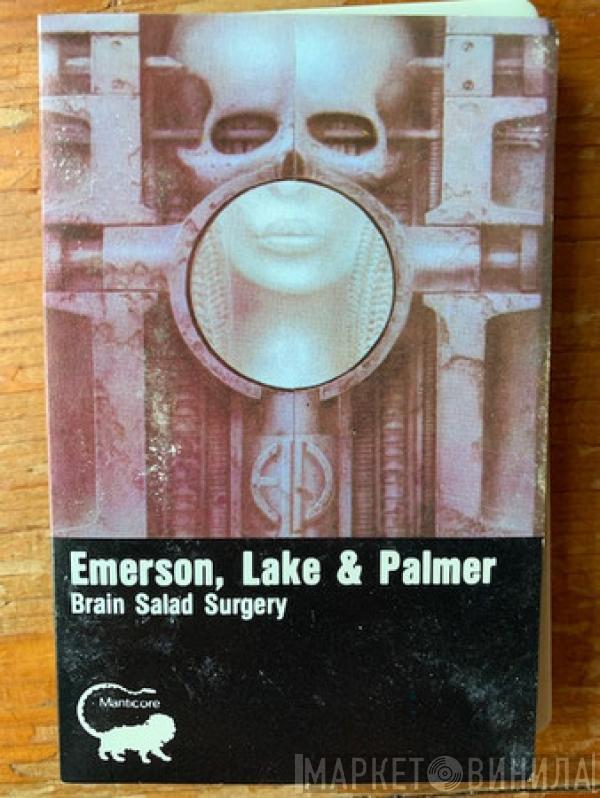 Emerson, Lake & Palmer
Brain Salad Surgery
Manticore
МАРКЕТ ВИНИЛА